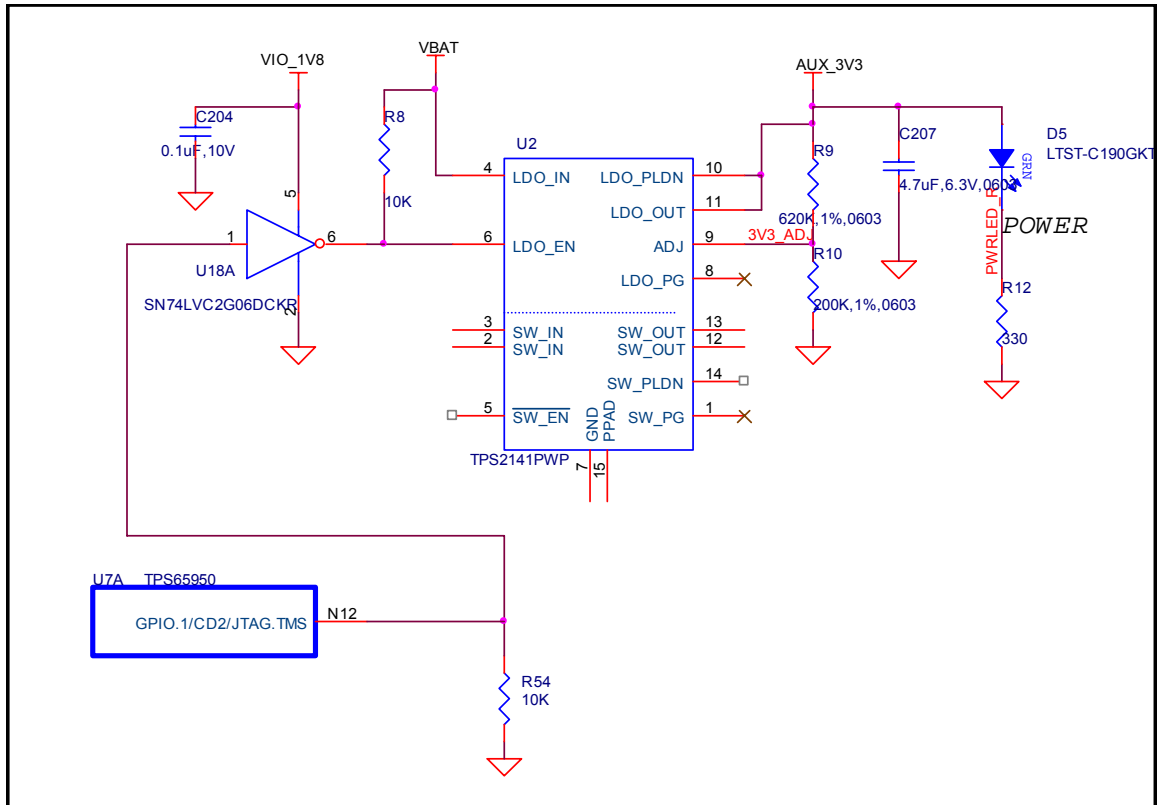 VIO_1V8
VBAT
AUX_3V3
C204
0.1uF,10V
R8
10K
U2
C207
4.7uF,6.3V,0603
D5
LTST-C190GKT
GRN
R9
620K,1%,0603
3V3_ADJ
R10
200K,1%,0603
PWRLED_R
POWER
R12
330
5
1
6
U18A
SN74LVC2G06DCKR
2
4
LDO_IN
LDO_PLDN
10
LDO_OUT
11
6
LDO_EN
ADJ
9
LDO_PG
8
3
SW_IN
SW_OUT
13
2
SW_IN
SW_OUT
12
SW_PLDN
14
5
SW_EN
SW_PG
1
GND
PPAD
TPS2141PWP
7
15
U7A TPS65950
GPIO.1/CD2/JTAG.TMS
N12
R54
10K